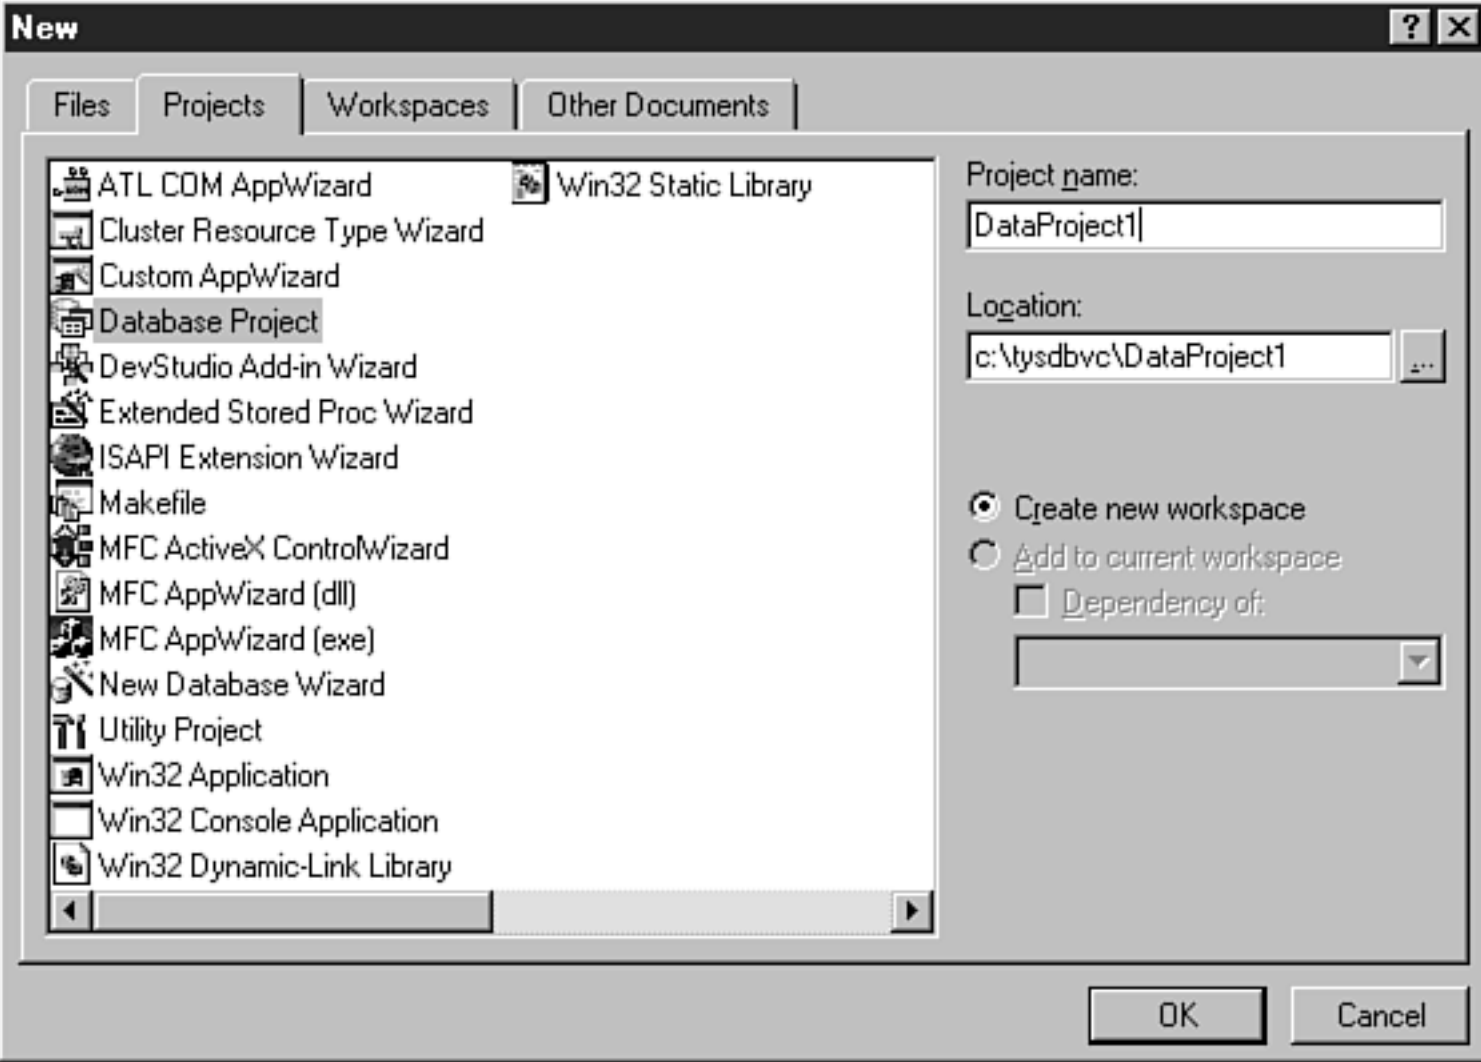 New
Files Projects Workspaces Other Documents
ATL COM AppWizard
Cluster Resource Type Wizard
Custom AppWizard
Database Project
DevStudio Add-in Wizard
Extended Stored Proc Wizard
ISAPI Extension Wizard
Makefile
MFC ActiveX ControlWizard
MFC AppWizard (dll)
MFC AppWizard (exe)
New Database Wizard
Utility Project
Win32 Application
Win32 Console Application
Win32 Dynamic-Link Library
Win32 Static Library
Project name:
DataProject1
Location:
c:\tysdbvc\DataProject1
...
Create new workspace
Add to current workspace
Dependency of:
OK Cancel